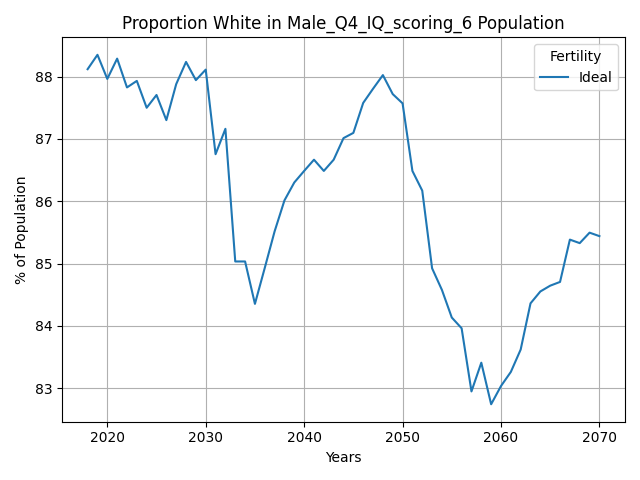 Proportion White in Male_Q4_IQ_scoring_6 Population
Fertility
Ideal
88
87
86
85
84
83
% of Population
2020 2030 2040 2050 2060 2070
Years